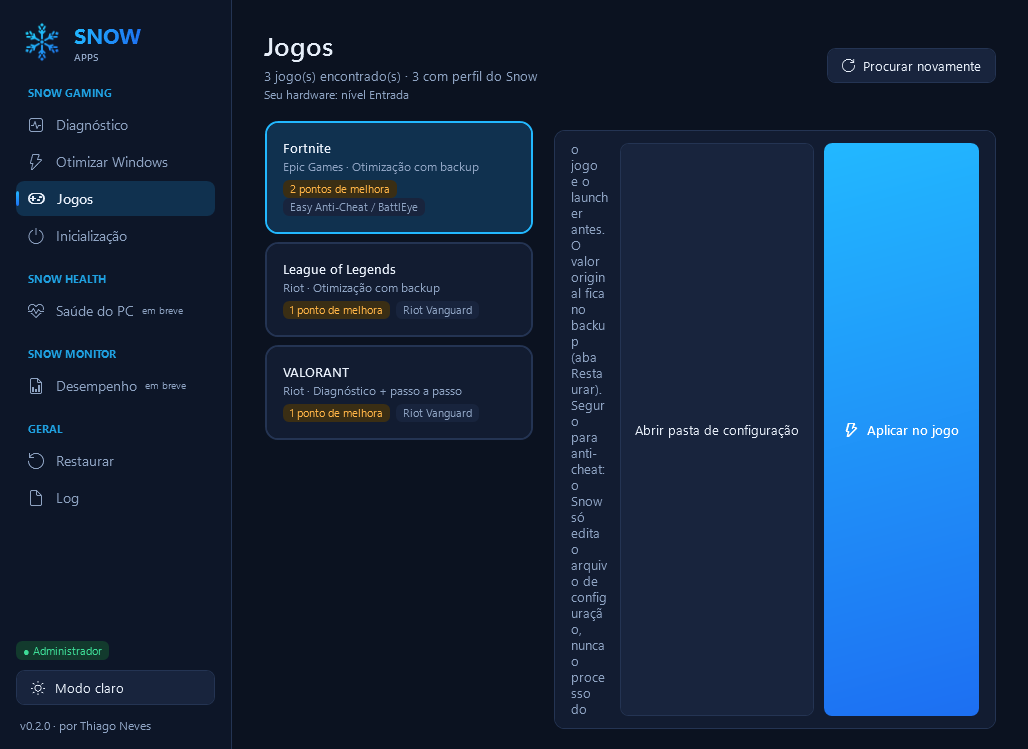 SNOW
APPS
SNOW GAMING
Diagnóstico
Otimizar Windows
Jogos
Inicialização
SNOW HEALTH
Saúde do PC em breve
SNOW MONITOR
Desempenho em breve
GERAL
Restaurar
Log
● Administrador
Modo claro
v0.2.0 · por Thiago Neves
Jogos
3 jogo(s) encontrado(s) · 3 com perfil do Snow
Seu hardware: nível Entrada
Procurar novamente
Fortnite
Epic Games · Otimização com backup
2 pontos de melhora
Easy Anti-Cheat / BattlEye
League of Legends
Riot · Otimização com backup
1 ponto de melhora Riot Vanguard
VALORANT
Riot · Diagnóstico + passo a passo
1 ponto de melhora Riot Vanguard
o
jogo
e o
launch
er
antes.
O
valor
origin
al fica
no
backu
p
(aba
Resta
urar).
Segur
o
para
anti-
cheat:
o
Snow
só
edita
o
arquiv
o de
config
uraçã
o,
nunca
o
proce
sso
do
Abrir pasta de configuração
Aplicar no jogo